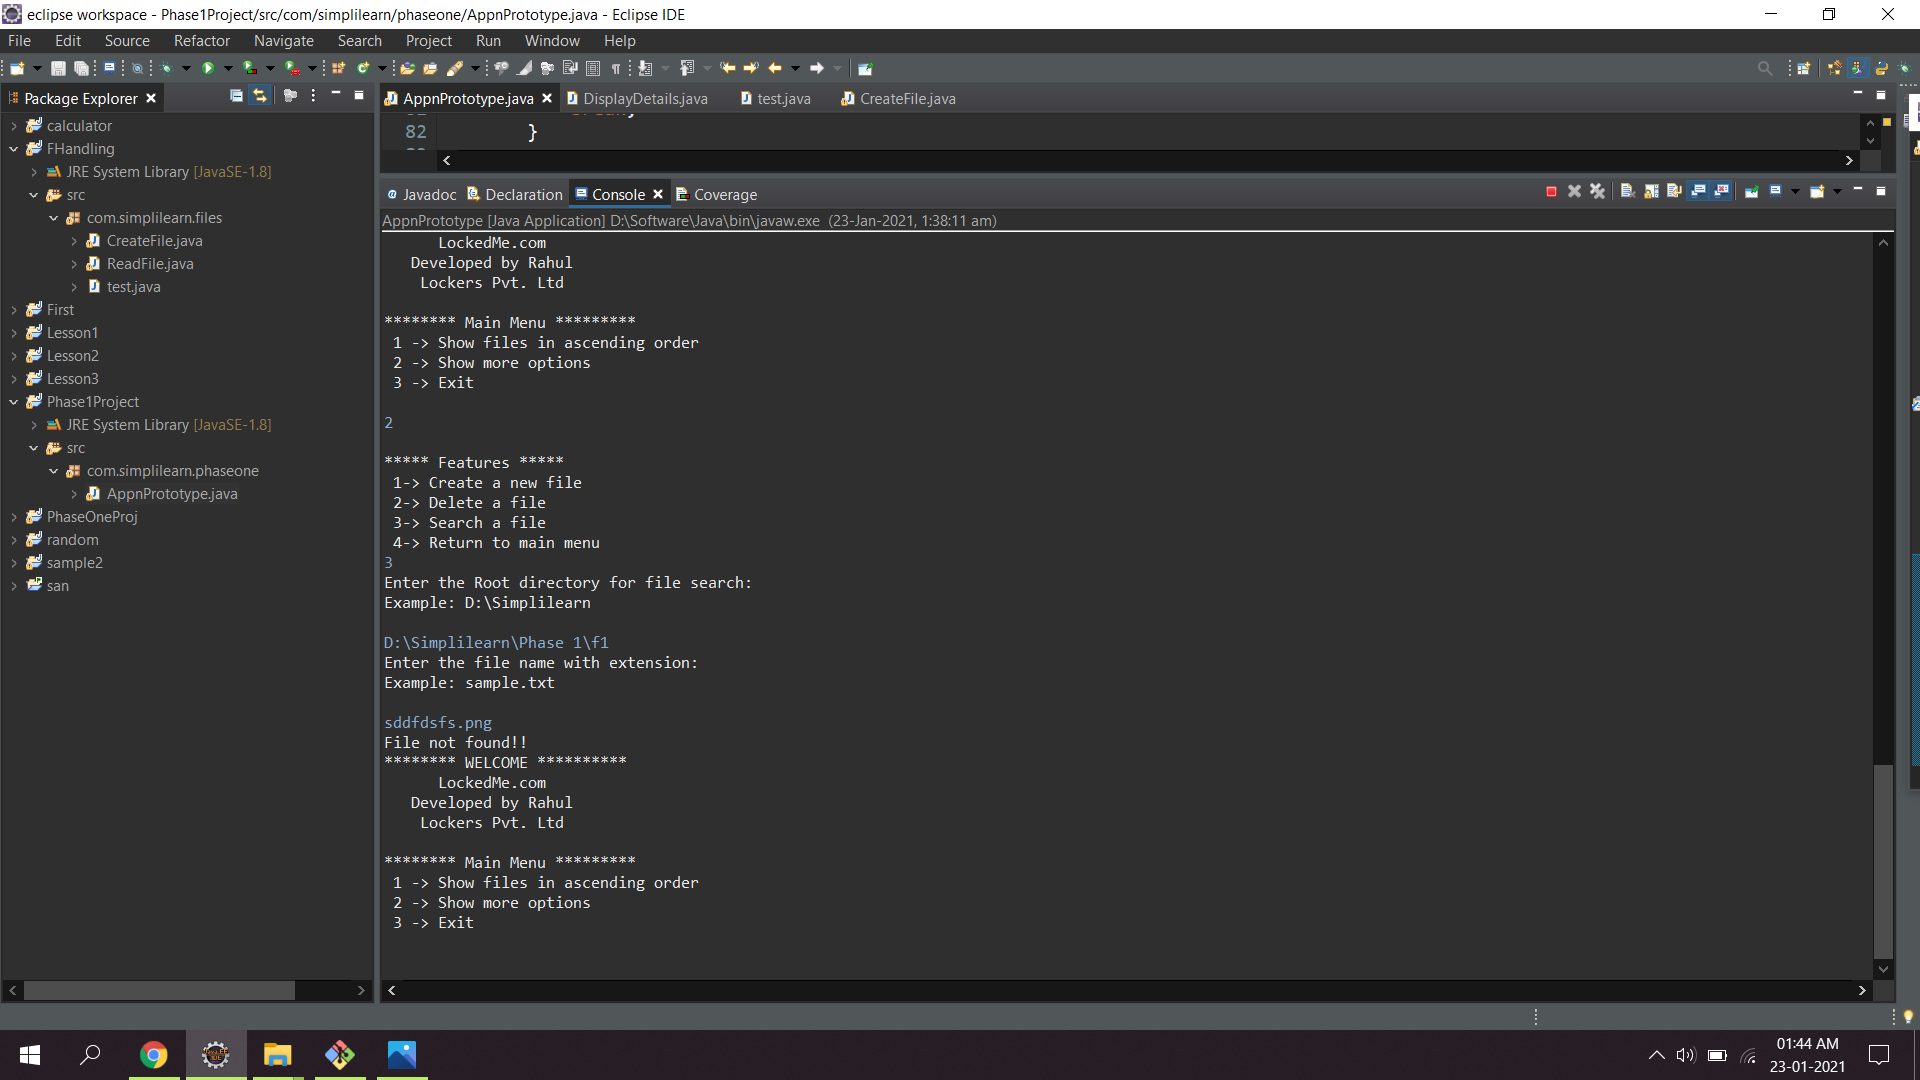 eclipse workspace - Phase1Project/src/com/simplilearn/phaseone/AppnPrototype.java - Eclipse IDE
File Edit Source Refactor Navigate Search Project Run Window Help
Package Explorer
calculator
FHandling
JRE System Library [JavaSE-1.8]
src
com.simplilearn.files
CreateFile.java
ReadFile.java
test.java
First
Lesson1
Lesson2
Lesson3
Phase1Project
JRE System Library [JavaSE-1.8]
src
com.simplilearn.phaseone
AppnPrototype.java
PhaseOneProj
random
sample2
san
AppnPrototype.java DisplayDetails.java test.java CreateFile.java
82 }
Javadoc Declaration Console Coverage
AppnPrototype [Java Application] D:\Software\Java\bin\javaw.exe (23-Jan-2021, 1:38:11 am)
LockedMe.com
Developed by Rahul
Lockers Pvt. Ltd
******** Main Menu *********
1 -> Show files in ascending order
2 -> Show more options
3 -> Exit
2
***** Features *****
1-> Create a new file
2-> Delete a file
3-> Search a file
4-> Return to main menu
3
Enter the Root directory for file search:
Example: D:\Simplilearn
D:\Simplilearn\Phase 1\f1
Enter the file name with extension:
Example: sample.txt
sddfdsfs.png
File not found!!
******** WELCOME **********
LockedMe.com
Developed by Rahul
Lockers Pvt. Ltd
******** Main Menu *********
1 -> Show files in ascending order
2 -> Show more options
3 -> Exit
01:44 AM
23-01-2021